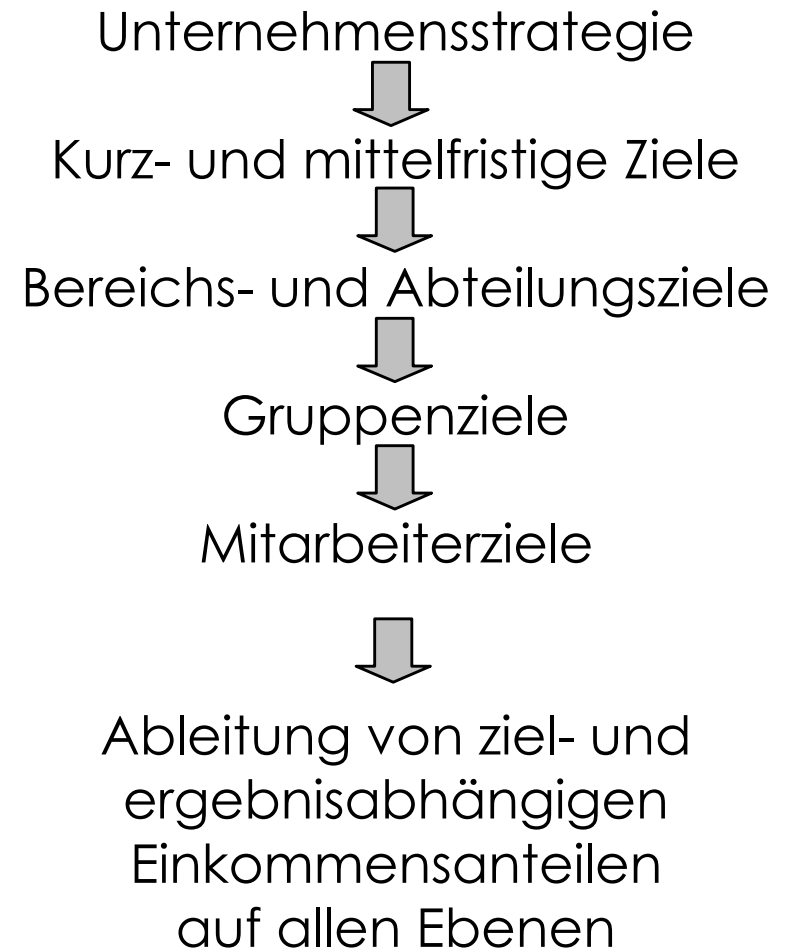 Unternehmensstrategie
Kurz- und mittelfristige Ziele
Bereichs- und Abteilungsziele
Gruppenziele
Mitarbeiterziele
Ableitung von ziel- und
ergebnisabhängigen
Einkommensanteilen
auf allen Ebenen